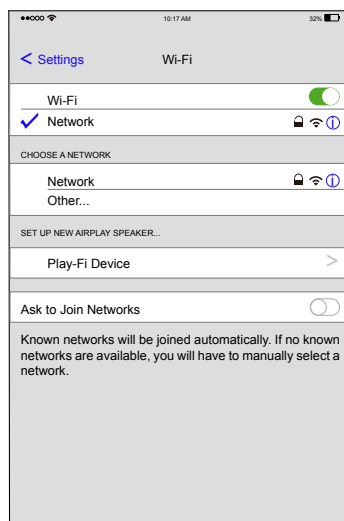 10:17 AM 32%
< Settings Wi-Fi
Wi-Fi
Network
CHOOSE A NETWORK
Network
Other...
SET UP NEW AIRPLAY SPEAKER...
Play-Fi Device >
Ask to Join Networks
Known networks will be joined automatically. If no known
networks are available, you will have to manually select a
network.